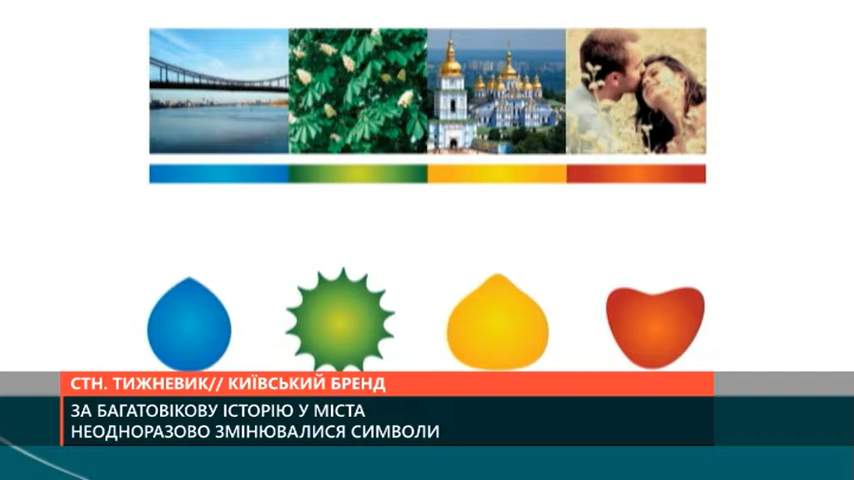 СТН. ТИЖНЕВИК// КИЇВСЬКИЙ БРЕНД
ЗА БАГАТОВІКОВУ ІСТОРІЮ У МІСТА
НЕОДНОРАЗОВО ЗМІНЮВАЛИСЯ СИМВОЛИ